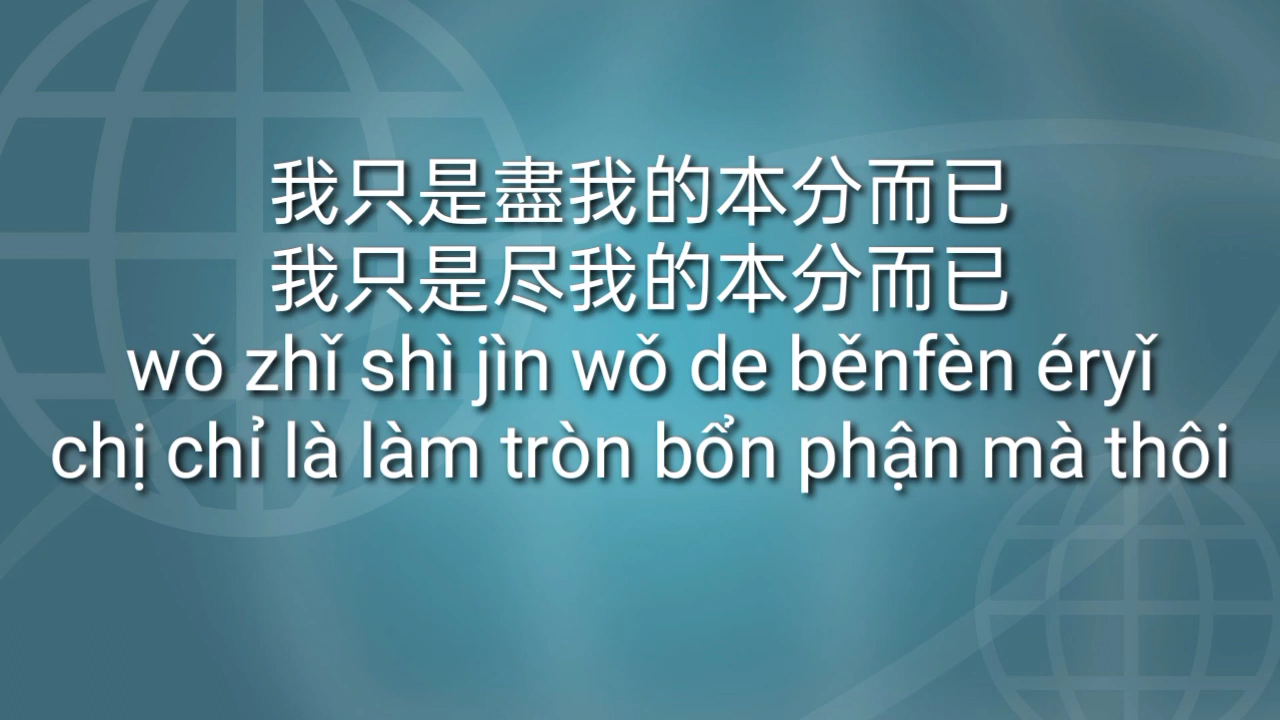 我只是盡我的本分而已
我只是尽我的本分而已
wǒ zhǐ shì jìn wǒ de běnfèn éryǐ
chị chỉ là làm tròn bổn phận mà thôi